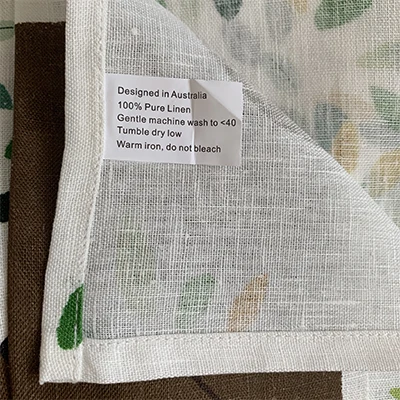 Designed in Australia
100% Pure Linen
Gentle machine wash to <40
Tumble dry low
Warm iron, do not bleach